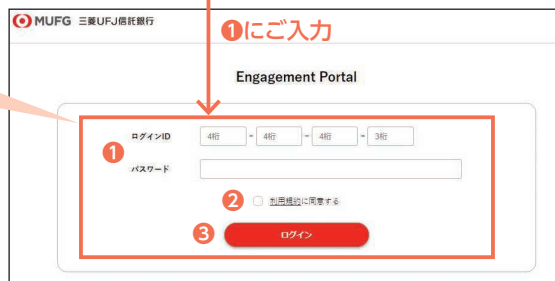 MUFG 三菱UFJ信託銀行
❶にご入力
Engagement Portal
❶
ログインID 4桁 - 4桁 - 4桁 - 3桁
パスワード
❷ 利用規約に同意する
❸ ログイン